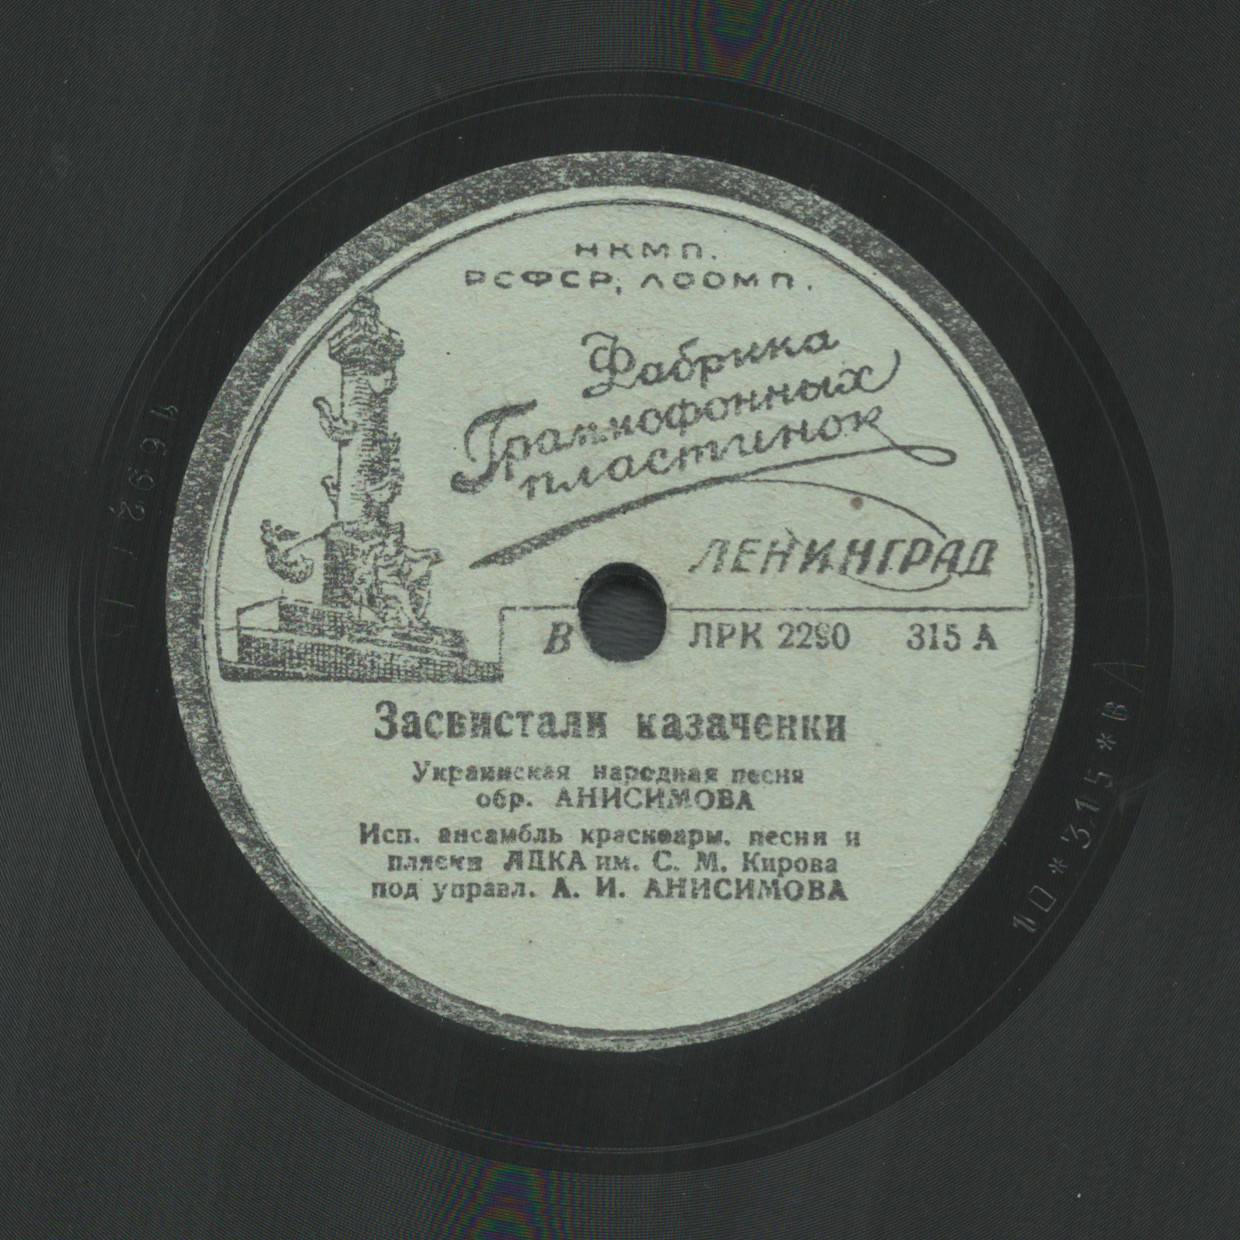 НКМП.
РСФСР, ЛООМП.
Фабрика
Граммофонных
пластинок
ЛЕНИНГРАД
В ЛРК 2290 315 А
Засвистали казаченки
Украинская народная песня
обр. АНИСИМОВА
Исп. ансамбль красноарм. песни и
пляски ЛДКА им. С. М. Кирова
под управл. А. И. АНИСИМОВА
10*315*В